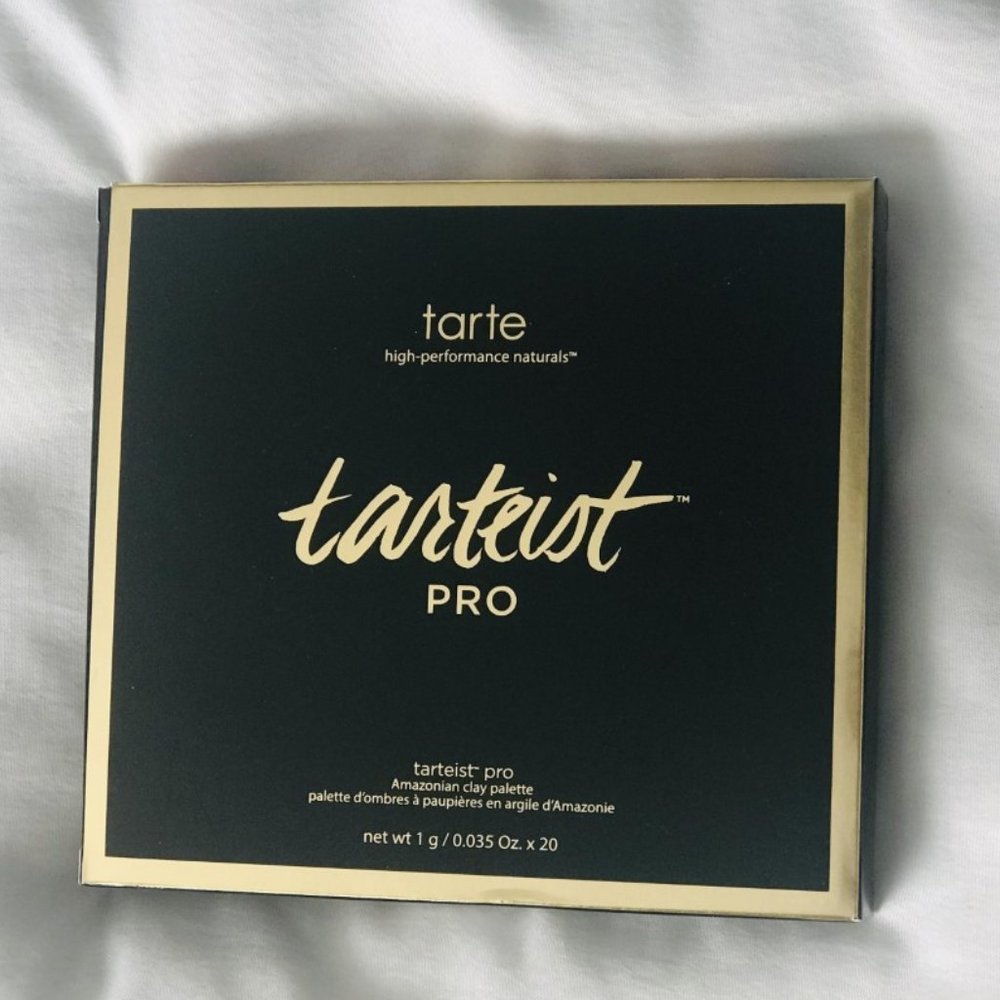 tarte
high-performance naturals™
tarteist™
PRO
tarteist™ pro
Amazonian clay palette
palette d'ombres à paupières en argile d'Amazonie
net wt 1 g / 0.035 Oz. x 20